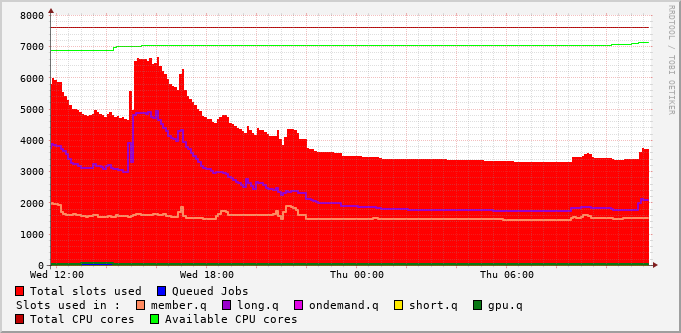 RRDTOOL / TOBI OETIKER
8000
7000
6000
5000
4000
3000
2000
1000
0
Wed 12:00 Wed 18:00 Thu 00:00 Thu 06:00
Total slots used Queued Jobs
Slots used in : member.q long.q ondemand.q short.q gpu.q
Total CPU cores Available CPU cores